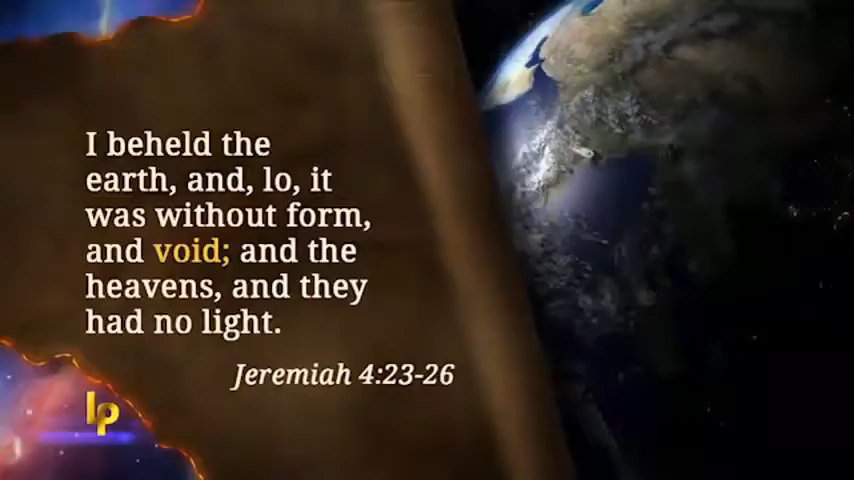 I beheld the
earth, and, lo, it
was without form,
and void; and the
heavens, and they
had no light.
Jeremiah 4:23-26
lp